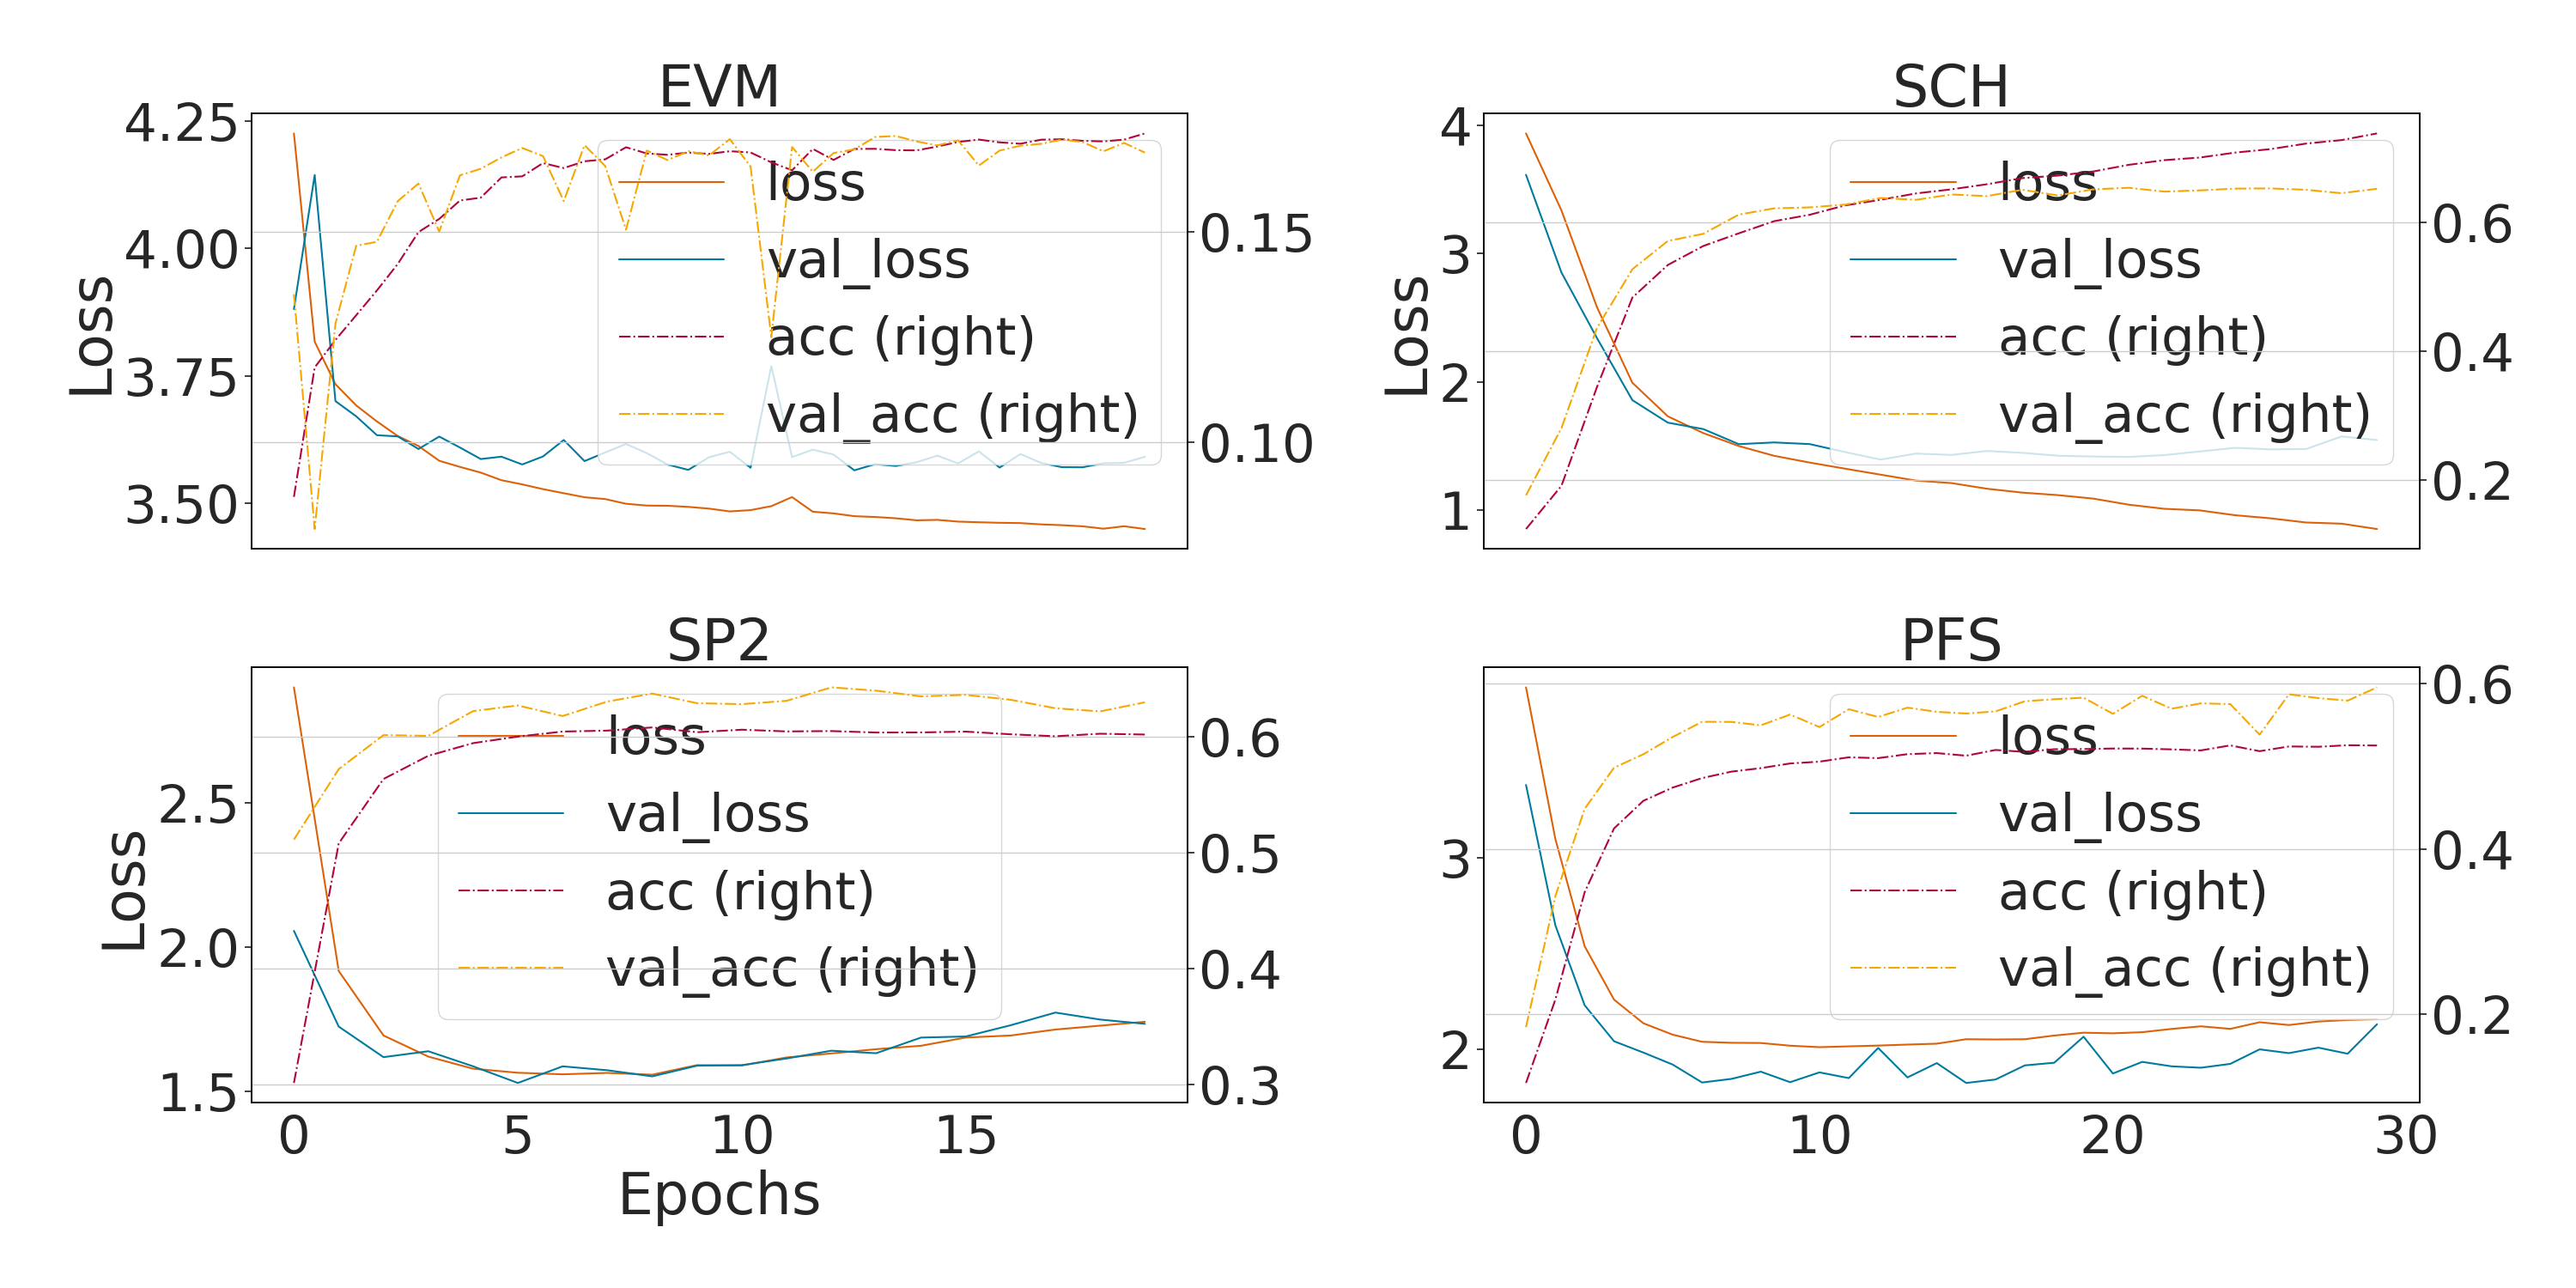 EVM
4.25
4.00
3.75
3.50
Loss
0.15
0.10
loss
val_loss
acc (right)
val_acc (right)
SCH
4
3
2
1
Loss
0.6
0.4
0.2
loss
val_loss
acc (right)
val_acc (right)
SP2
2.5
2.0
1.5
Loss
0.6
0.5
0.4
0.3
loss
val_loss
acc (right)
val_acc (right)
0 5 10 15
Epochs
PFS
3
2
0.6
0.4
0.2
loss
val_loss
acc (right)
val_acc (right)
0 10 20 30